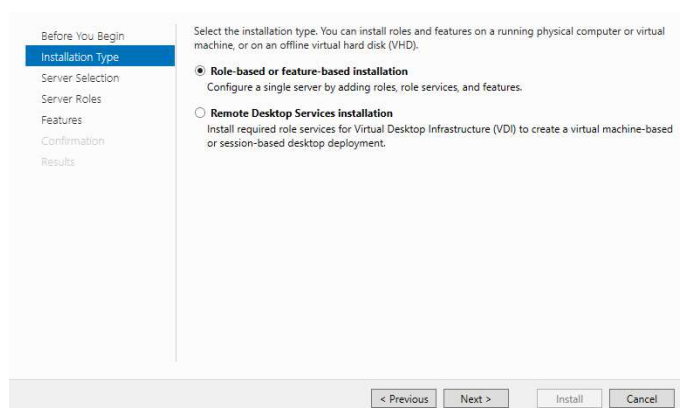 Before You Begin
Installation Type
Server Selection
Server Roles
Features
Confirmation
Results
Select the installation type. You can install roles and features on a running physical computer or virtual
machine, or on an offline virtual hard disk (VHD).
Role-based or feature-based installation
Configure a single server by adding roles, role services, and features.
Remote Desktop Services installation
Install required role services for Virtual Desktop Infrastructure (VDI) to create a virtual machine-based
or session-based desktop deployment.
< Previous Next > Install Cancel